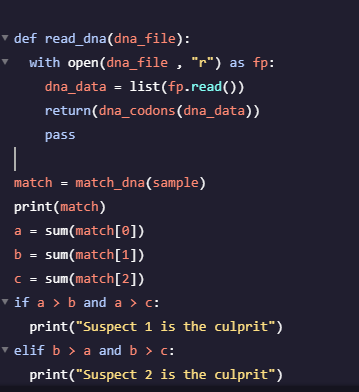 def read_dna(dna_file):
  with open(dna_file , "r") as fp:
    dna_data = list(fp.read())
    return(dna_codons(dna_data))
    pass
match = match_dna(sample)
print(match)
a = sum(match[0])
b = sum(match[1])
c = sum(match[2])
if a > b and a > c:
  print("Suspect 1 is the culprit")
elif b > a and b > c:
  print("Suspect 2 is the culprit")